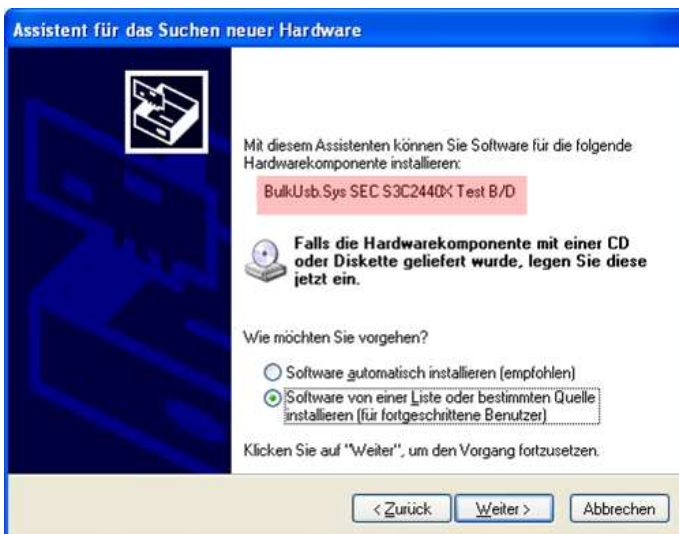 Assistent für das Suchen neuer Hardware
Mit diesem Assistenten können Sie Software für die folgende
Hardwarekomponente installieren:
BulkUsb.Sys SEC S3C2440X Test B/D
Falls die Hardwarekomponente mit einer CD
oder Diskette geliefert wurde, legen Sie diese
jetzt ein.
Wie möchten Sie vorgehen?
Software automatisch installieren (empfohlen)
Software von einer Liste oder bestimmten Quelle
installieren (für fortgeschrittene Benutzer)
Klicken Sie auf "Weiter", um den Vorgang fortzusetzen.
< Zurück Weiter > Abbrechen